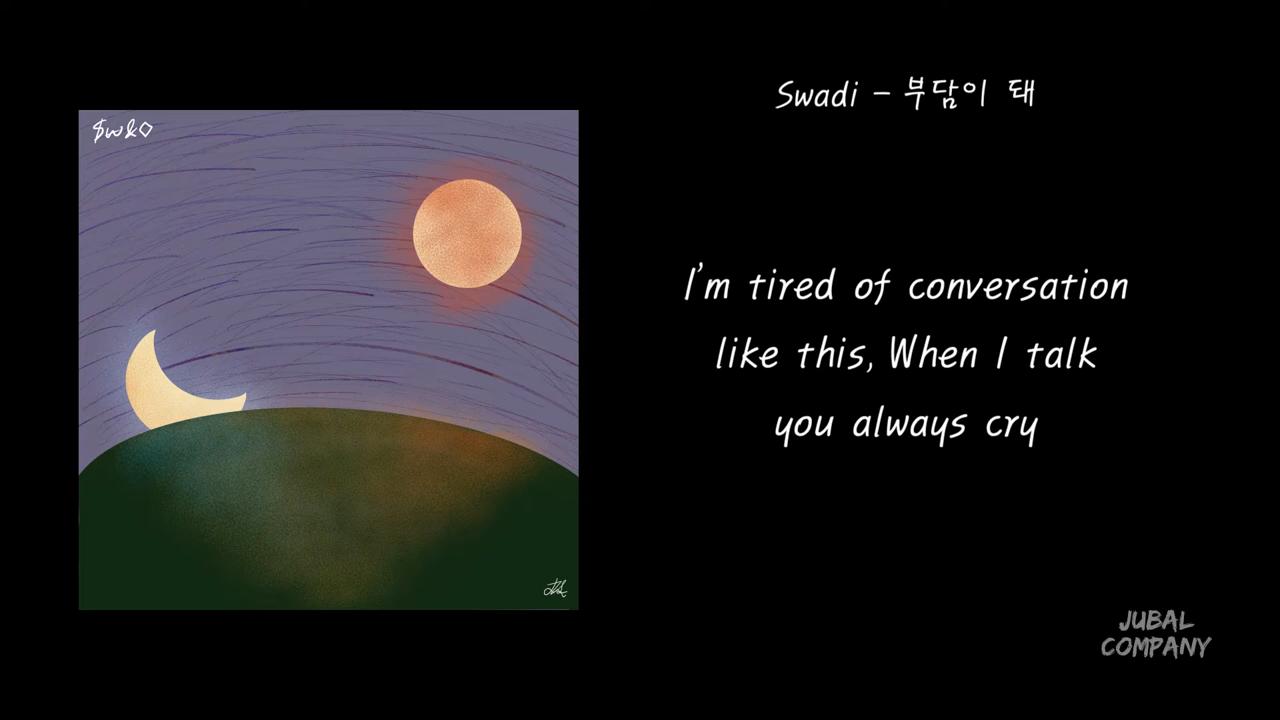 Swadi – 부담이 돼
$w&◇
I'm tired of conversation
like this, When I talk
you always cry
JUBAL
COMPANY